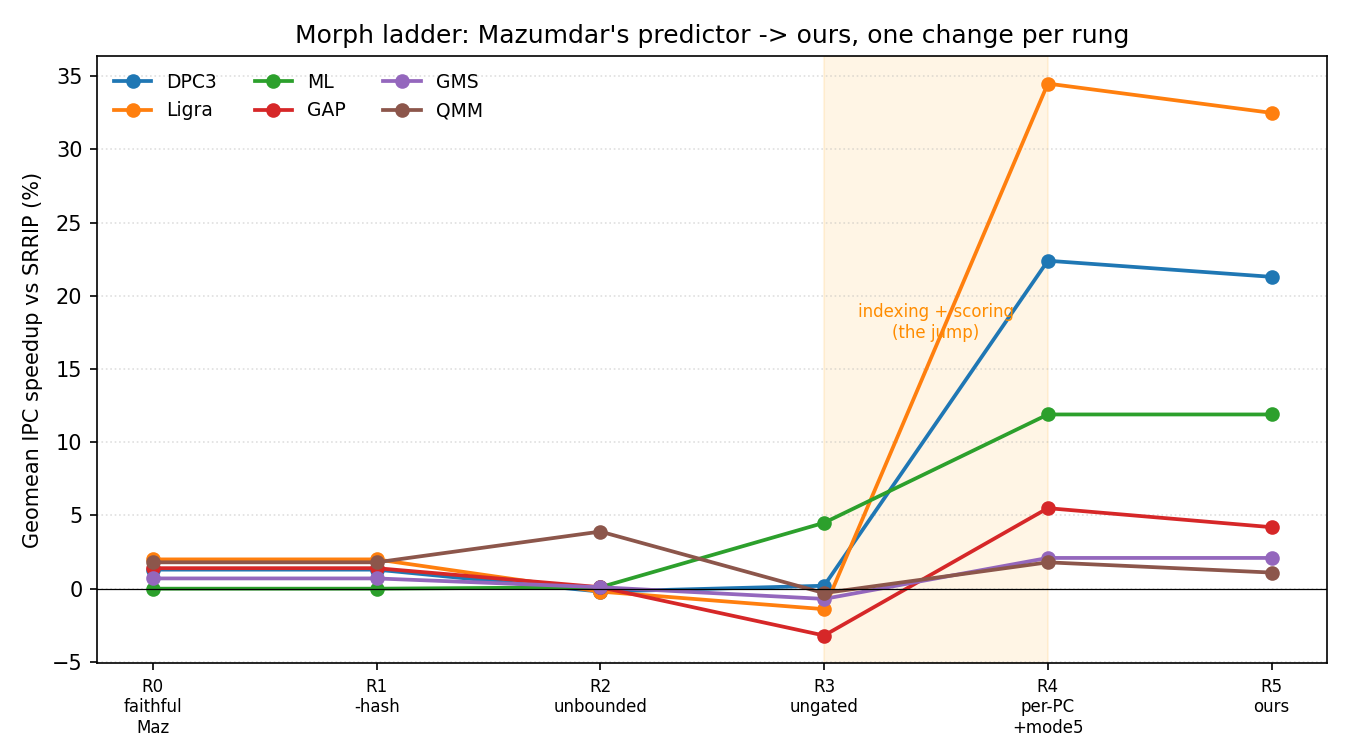 Morph ladder: Mazumdar's predictor -> ours, one change per rung
DPC3
Ligra
ML
GAP
GMS
QMM
Geomean IPC speedup vs SRRIP (%)
35
30
25
20
15
10
5
0
−5
indexing + scoring
(the jump)
R0
faithful
Maz
R1
-hash
R2
unbounded
R3
ungated
R4
per-PC
+mode5
R5
ours